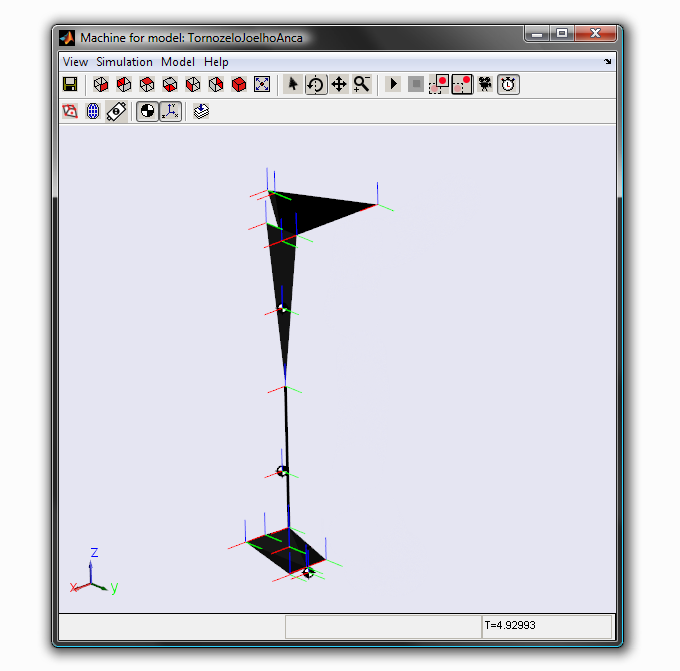 Machine for model: TornozeloJoelhoAnca
View Simulation Model Help
Z
X
y
T=4.92993